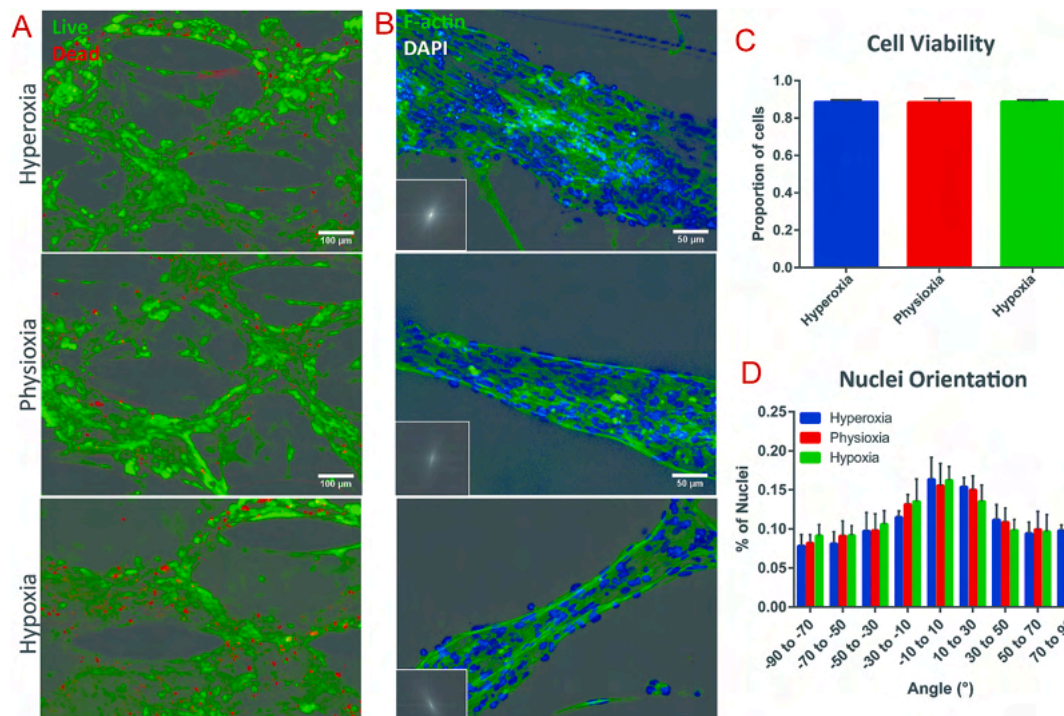 A
Live
Dead
Hyperoxia
100 µm
Physioxia
100 µm
Hypoxia
B
F-actin
DAPI
50 µm
50 µm
C
Cell Viability
Proportion of cells
1.0
0.8
0.6
0.4
0.2
0.0
Hyperoxia
Physioxia
Hypoxia
D
Nuclei Orientation
Hyperoxia
Physioxia
Hypoxia
% of Nuclei
0.25
0.20
0.15
0.10
0.05
0.00
-90 to -70
-70 to -50
-50 to -30
-30 to -10
-10 to 10
10 to 30
30 to 50
50 to 70
70 to 9
Angle (°)